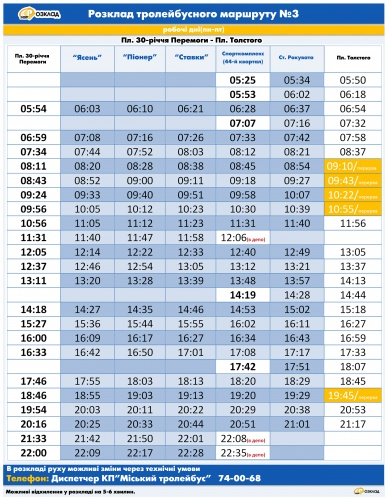 РОЗКЛАД
Розклад тролейбусного маршруту №3
робочі дні(пн-пт)
Пл. 30-річчя Перемоги - Пл. Толстого
Пл. 30-річчя Перемоги "Ясень" "Піонер" "Ставки" Спорткомплекс (44-й квартал) Ст. Рокувата Пл. Толстого
05:25 05:34 05:50
05:53 06:02 06:18
05:54 06:03 06:10 06:21 06:28 06:37 06:54
07:07 07:16 07:32
06:59 07:08 07:16 07:26 07:33 07:42 07:58
07:34 07:44 07:52 08:03 08:12 08:21 08:37
08:11 08:20 08:28 08:38 08:45 08:54 09:10/перерва
08:43 08:52 09:00 09:11 09:18 09:27 09:43/перерва
09:24 09:33 09:40 09:51 09:58 10:07 10:22/перерва
09:56 10:05 10:12 10:23 10:30 10:39 10:55/перерва
10:56 11:05 11:12 11:23 11:31 11:40 11:56
11:31 11:40 11:47 11:58 12:06(в депо)
12:05 12:14 12:22 12:33 12:40 12:49 13:05
12:37 12:46 12:54 13:05 13:12 13:21 13:37
13:11 13:20 13:28 13:39 13:48 13:57 14:13
14:19 14:28 14:44
14:18 14:27 14:35 14:46 14:53 15:02 15:18
15:27 15:36 15:44 15:55 16:02 16:11 16:27
16:00 16:09 16:17 16:27 16:34 16:43 16:59
16:33 16:42 16:50 17:01 17:08 17:17 17:33
17:42 17:51 18:07
17:46 17:55 18:03 18:13 18:20 18:29 18:45
18:46 18:55 19:03 19:13 19:20 19:29 19:45/перерва
19:54 20:03 20:11 20:22 20:29 20:38 20:53
20:16 20:25 20:33 20:44 20:51 21:01 21:17
21:33 21:42 21:50 22:01 22:08(в депо)
22:00 22:09 22:17 22:28 22:35(в депо)
В розкладі руху можливі зміни через технічні умови
Телефон: Диспетчер КП"Міський тролейбус" 74-00-68
Можливі відхилення у розкладі на 5-6 хвилин.
РОЗКЛАД